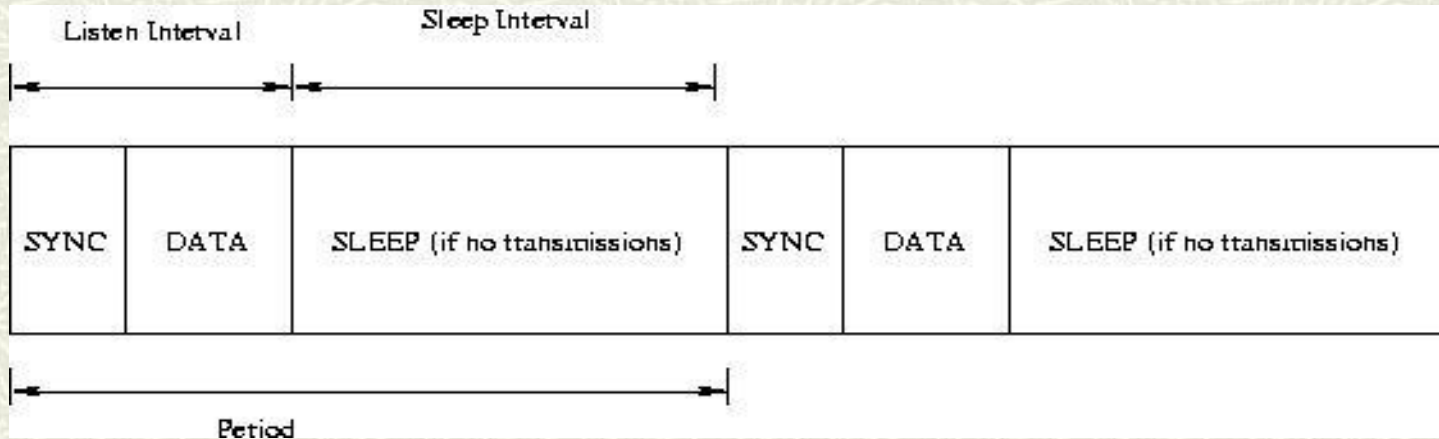 Listen Interval
Sleep Interval
SYNC DATA SLEEP (if no transmissions) SYNC DATA SLEEP (if no transmissions)
Period